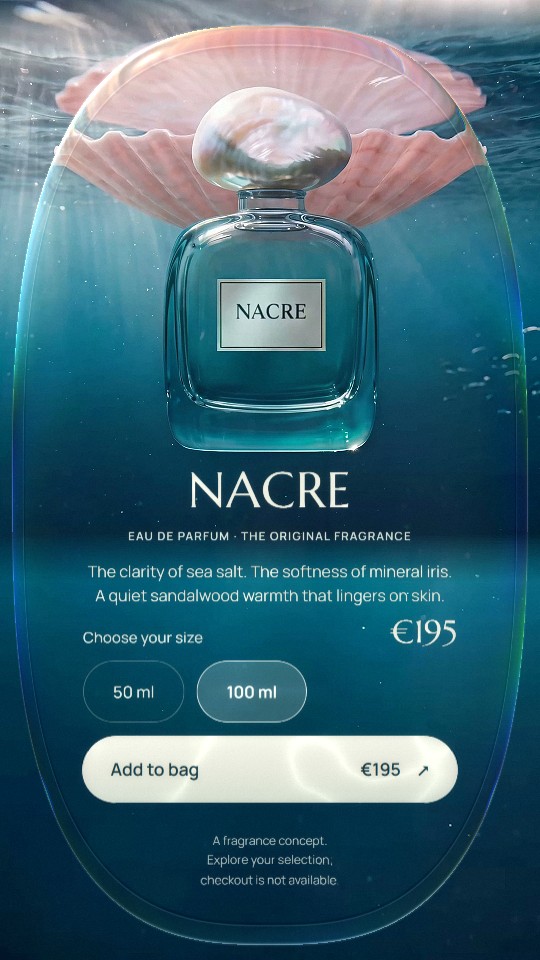 NACRE
NACRE
EAU DE PARFUM · THE ORIGINAL FRAGRANCE
The clarity of sea salt. The softness of mineral iris.
A quiet sandalwood warmth that lingers on skin.
Choose your size
€195
50 ml
100 ml
Add to bag €195 ↗
A fragrance concept.
Explore your selection;
checkout is not available.